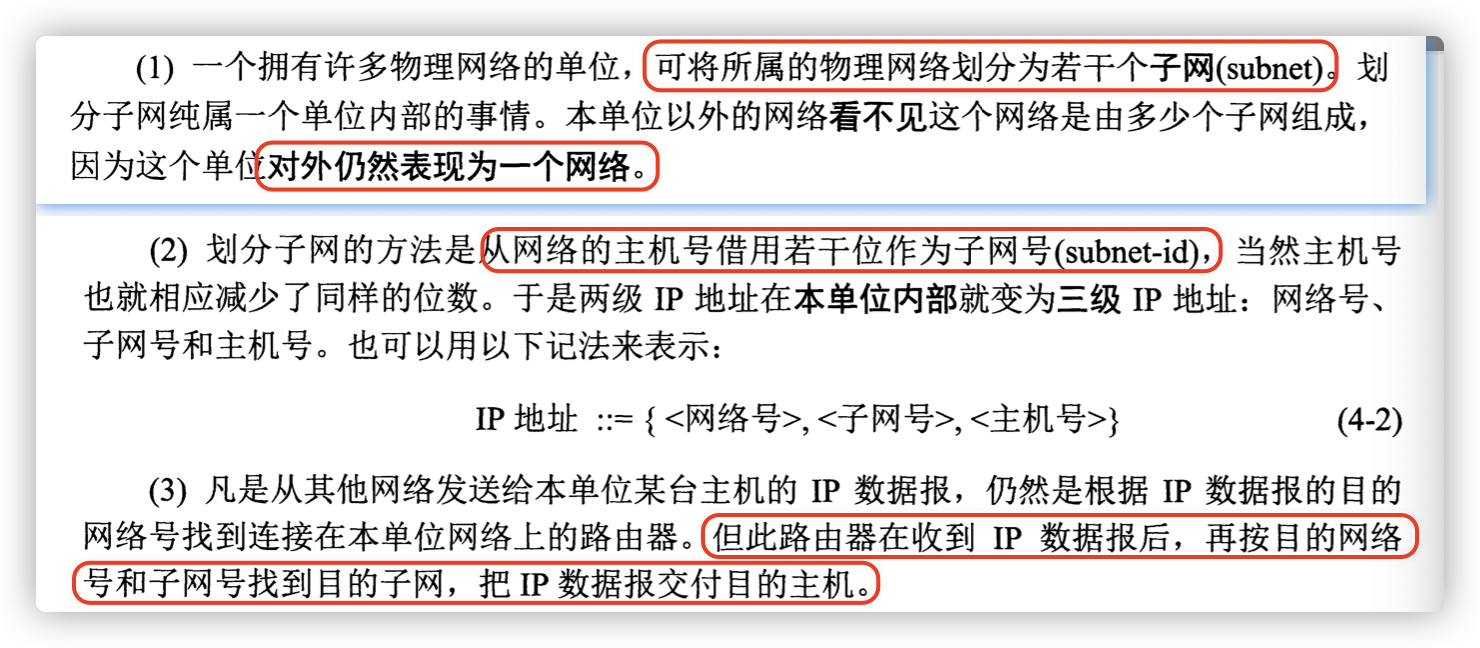 (1) 一个拥有许多物理网络的单位，可将所属的物理网络划分为若干个子网(subnet)。划
分子网纯属一个单位内部的事情。本单位以外的网络看不见这个网络是由多少个子网组成，
因为这个单位对外仍然表现为一个网络。
(2) 划分子网的方法是从网络的主机号借用若干位作为子网号(subnet-id)，当然主机号
也就相应减少了同样的位数。于是两级 IP 地址在本单位内部就变为三级 IP 地址：网络号、
子网号和主机号。也可以用以下记法来表示：
IP 地址 ::= { <网络号>, <子网号>, <主机号>} (4-2)
(3) 凡是从其他网络发送给本单位某台主机的 IP 数据报，仍然是根据 IP 数据报的目的
网络号找到连接在本单位网络上的路由器。但此路由器在收到 IP 数据报后，再按目的网络
号和子网号找到目的子网，把 IP 数据报交付目的主机。